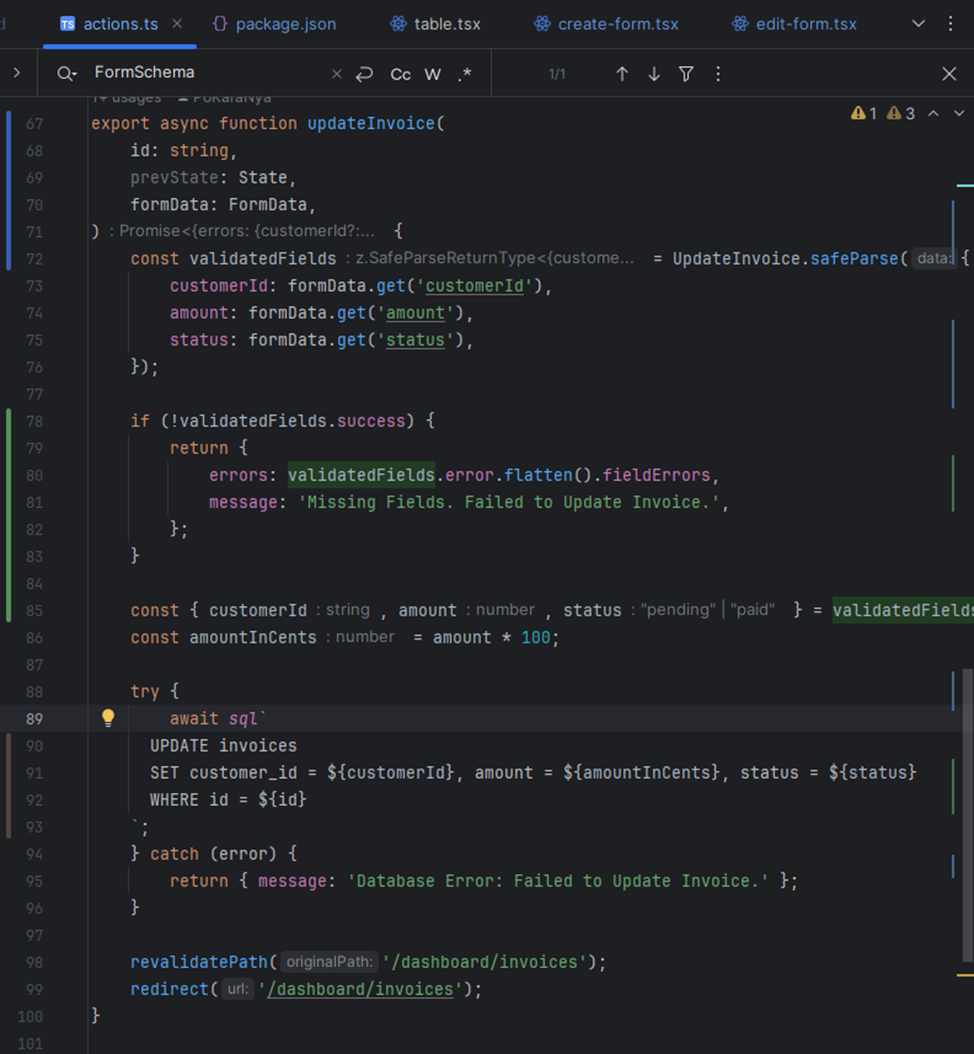 actions.ts package.json table.tsx create-form.tsx edit-form.tsx
FormSchema Cc W .* 1/1
1+ usages PoKaraNya
67 export async function updateInvoice( 1 3
68 id: string,
69 prevState: State,
70 formData: FormData,
71 ) : Promise<{errors: {customerId?:... {
72 const validatedFields : z.SafeParseReturnType<{custome... = UpdateInvoice.safeParse( data: {
73 customerId: formData.get('customerId'),
74 amount: formData.get('amount'),
75 status: formData.get('status'),
76 });
77
78 if (!validatedFields.success) {
79 return {
80 errors: validatedFields.error.flatten().fieldErrors,
81 message: 'Missing Fields. Failed to Update Invoice.',
82 };
83 }
84
85 const { customerId : string , amount : number , status : "pending" | "paid" } = validatedFields
86 const amountInCents : number = amount * 100;
87
88 try {
89 await sql`
90 UPDATE invoices
91 SET customer_id = ${customerId}, amount = ${amountInCents}, status = ${status}
92 WHERE id = ${id}
93 `;
94 } catch (error) {
95 return { message: 'Database Error: Failed to Update Invoice.' };
96 }
97
98 revalidatePath( originalPath: '/dashboard/invoices');
99 redirect( url: '/dashboard/invoices');
100 }
101